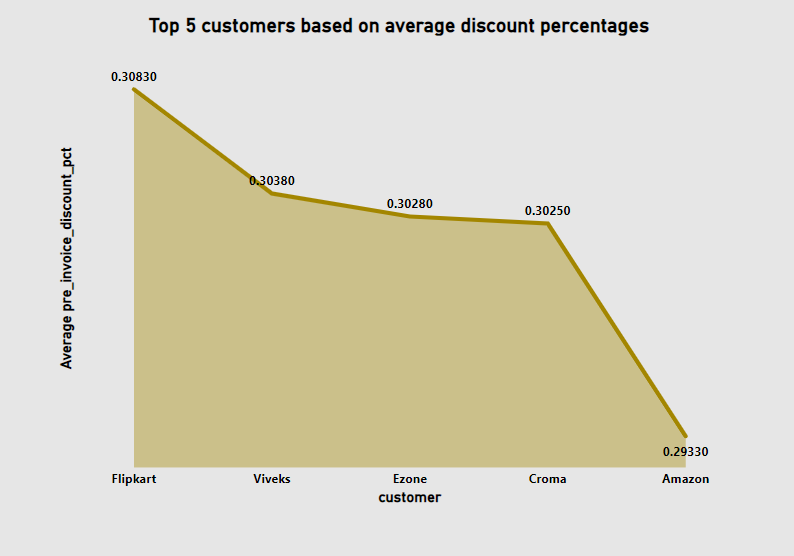 Top 5 customers based on average discount percentages
0.30830
0.30380
0.30280
0.30250
0.29330
Average pre_invoice_discount_pct
Flipkart Viveks Ezone Croma Amazon
customer